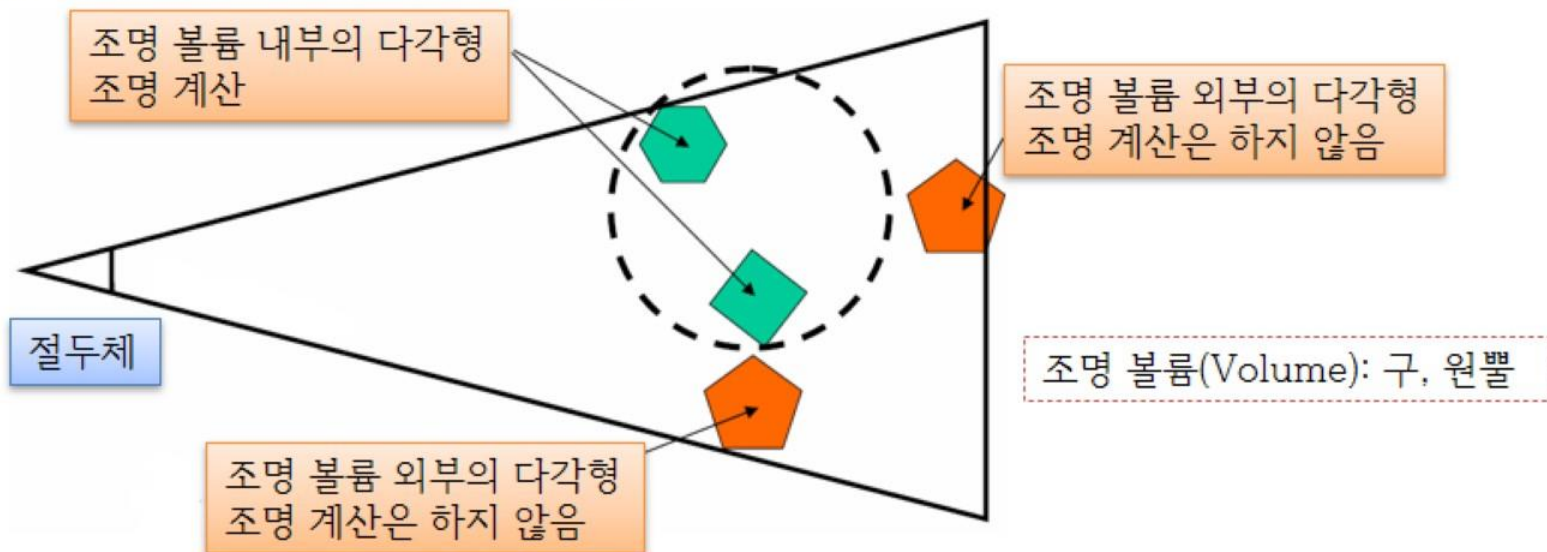 조명 볼륨 내부의 다각형
조명 계산
조명 볼륨 외부의 다각형
조명 계산은 하지 않음
절두체
조명 볼륨(Volume): 구, 원뿔
조명 볼륨 외부의 다각형
조명 계산은 하지 않음